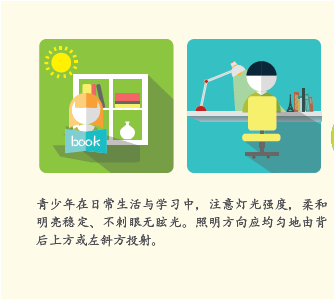 book
青少年在日常生活与学习中，注意灯光强度，柔和
明亮稳定、不刺眼无眩光。照明方向应均匀地由背
后上方或左斜方投射。